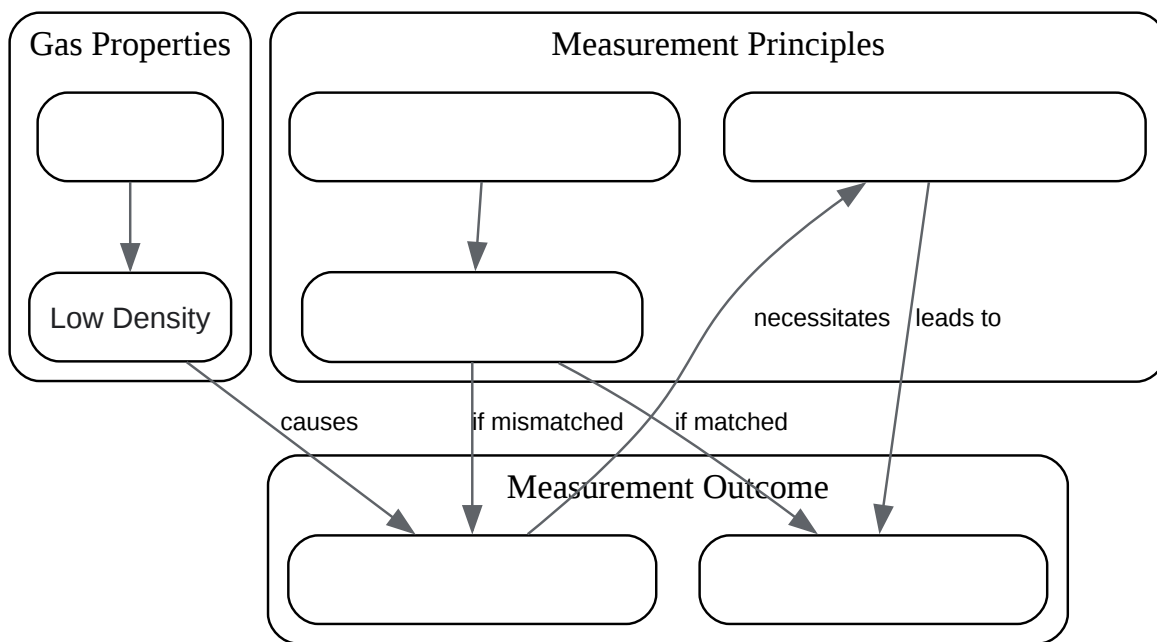 Gas Properties
Measurement Principles
Low Density
necessitates
leads to
causes
if mismatched
if matched
Measurement Outcome